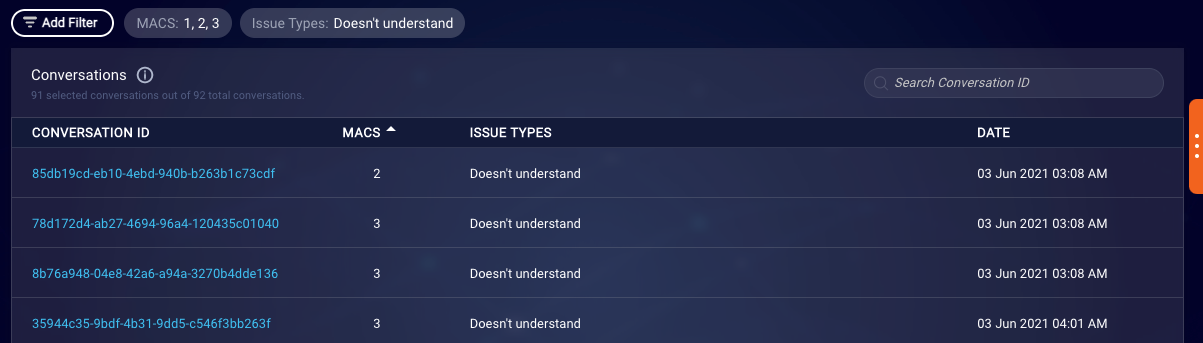 Add Filter MACS: 1, 2, 3 Issue Types: Doesn't understand
Conversations
Search Conversation ID
91 selected conversations out of 92 total conversations.
CONVERSATION ID MACS ISSUE TYPES DATE
85db19cd-eb10-4ebd-940b-b263b1c73cdf 2 Doesn't understand 03 Jun 2021 03:08 AM
78d172d4-ab27-4694-96a4-120435c01040 3 Doesn't understand 03 Jun 2021 03:08 AM
8b76a948-04e8-42a6-a94a-3270b4dde136 3 Doesn't understand 03 Jun 2021 03:08 AM
35944c35-9bdf-4b31-9dd5-c546f3bb263f 3 Doesn't understand 03 Jun 2021 04:01 AM